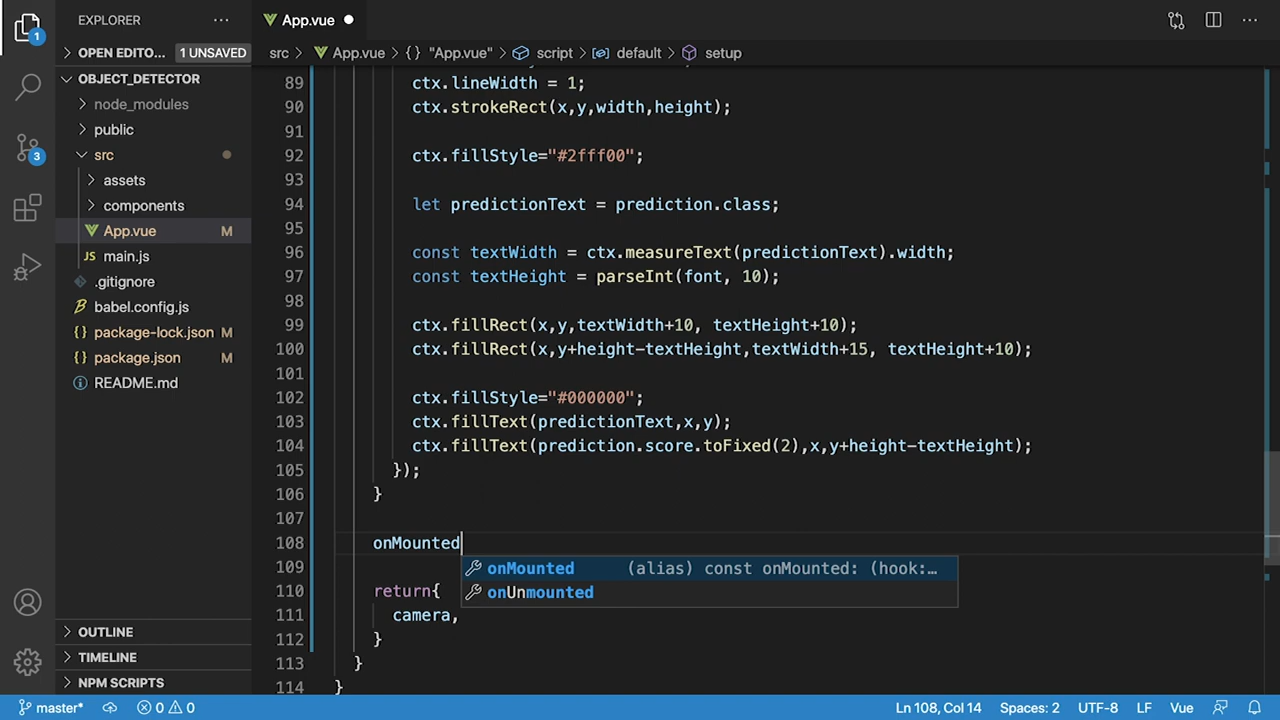 EXPLORER
OPEN EDITO... 1 UNSAVED
OBJECT_DETECTOR
node_modules
public
src
assets
components
App.vue M
JS main.js
.gitignore
babel.config.js
{} package-lock.json M
{} package.json M
README.md
OUTLINE
TIMELINE
NPM SCRIPTS
1
3
App.vue
src > App.vue > {} "App.vue" > script > default > setup
89 ctx.lineWidth = 1;
90 ctx.strokeRect(x,y,width,height);
91
92 ctx.fillStyle="#2fff00";
93
94 let predictionText = prediction.class;
95
96 const textWidth = ctx.measureText(predictionText).width;
97 const textHeight = parseInt(font, 10);
98
99 ctx.fillRect(x,y,textWidth+10, textHeight+10);
100 ctx.fillRect(x,y+height-textHeight,textWidth+15, textHeight+10);
101
102 ctx.fillStyle="#000000";
103 ctx.fillText(predictionText,x,y);
104 ctx.fillText(prediction.score.toFixed(2),x,y+height-textHeight);
105 });
106 }
107
108 onMounted
onMounted (alias) const onMounted: (hook:...
onUnmounted
109
110 return{
111 camera,
112 }
113 }
114 }
master* 0 0 Ln 108, Col 14 Spaces: 2 UTF-8 LF Vue